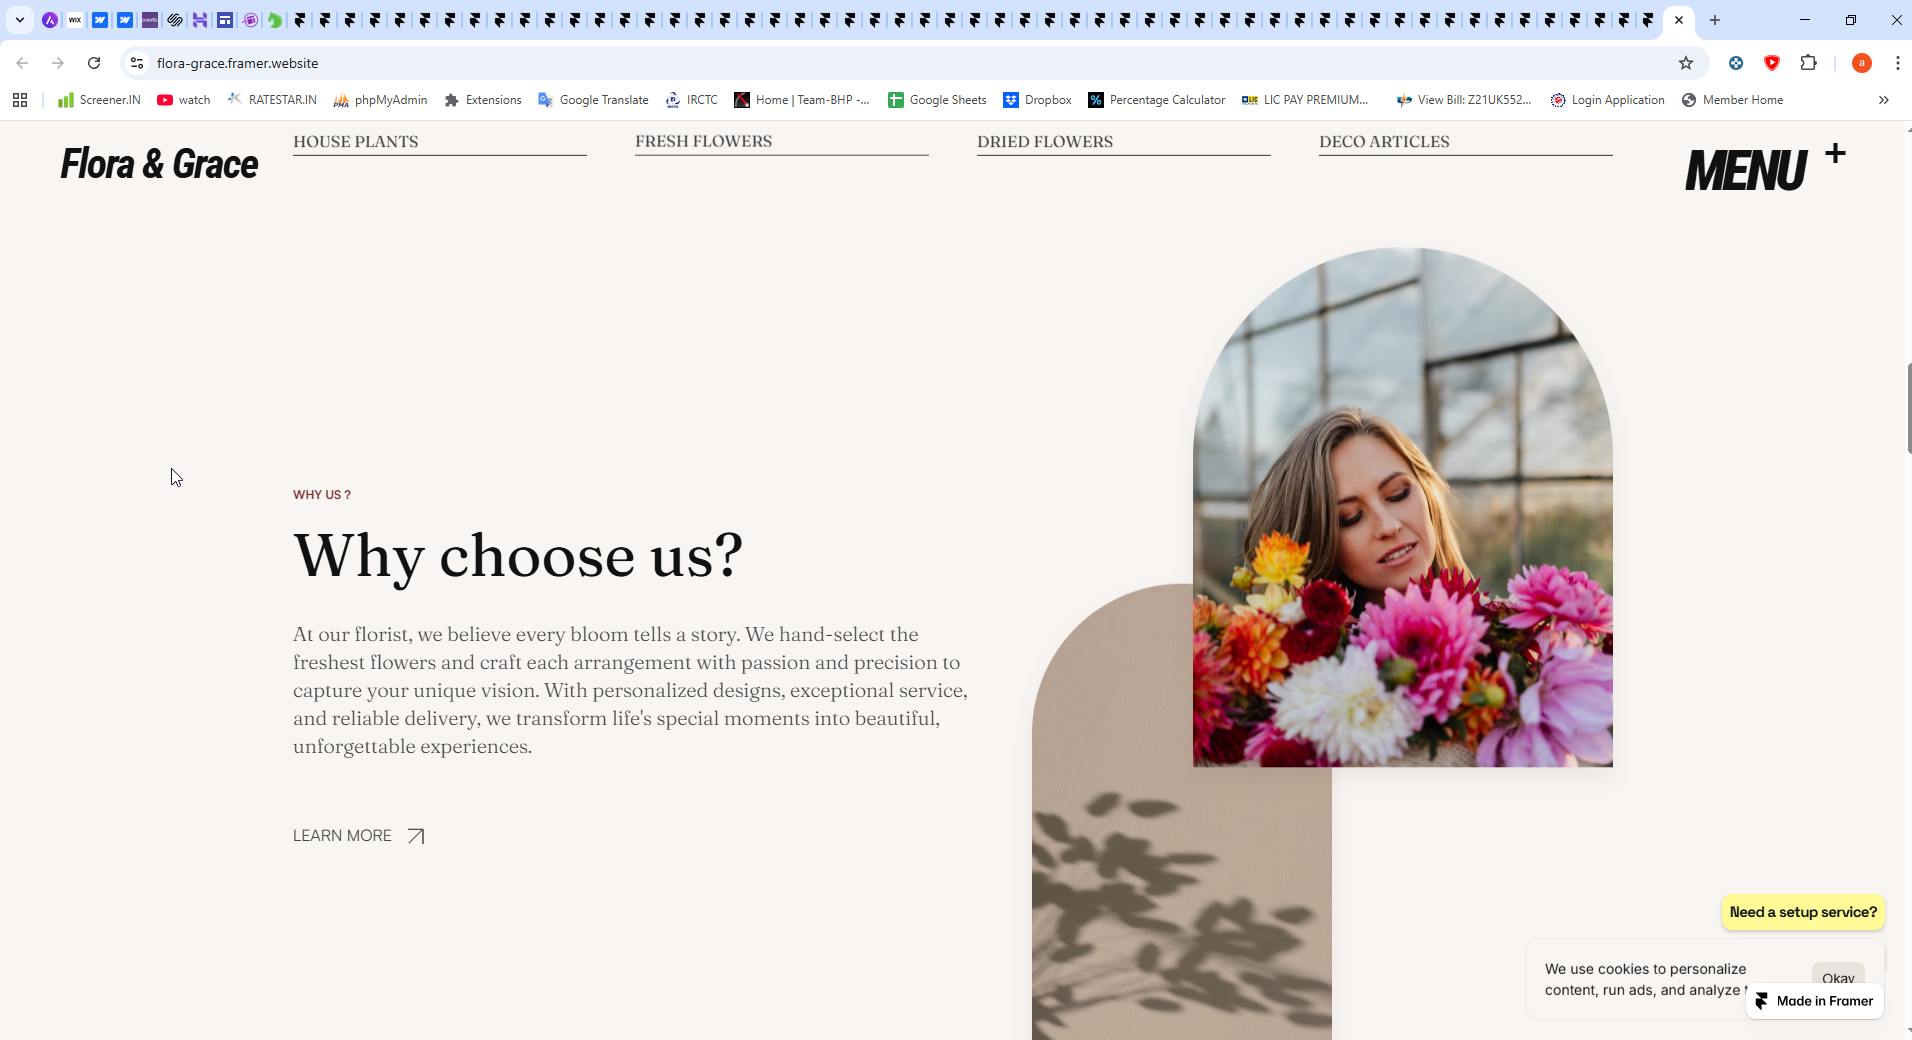 flora-grace.framer.website
a
Screener.IN
watch
RATESTAR.IN
phpMyAdmin
Extensions
Google Translate
IRCTC
Home | Team-BHP -...
Google Sheets
Dropbox
Percentage Calculator
LIC PAY PREMIUM...
View Bill: Z21UK552...
Login Application
Member Home
Flora & Grace
HOUSE PLANTS
FRESH FLOWERS
DRIED FLOWERS
DECO ARTICLES
MENU +
WHY US ?
Why choose us?
At our florist, we believe every bloom tells a story. We hand-select the
freshest flowers and craft each arrangement with passion and precision to
capture your unique vision. With personalized designs, exceptional service,
and reliable delivery, we transform life's special moments into beautiful,
unforgettable experiences.
LEARN MORE
Need a setup service?
We use cookies to personalize
content, run ads, and analyze
Okay
Made in Framer